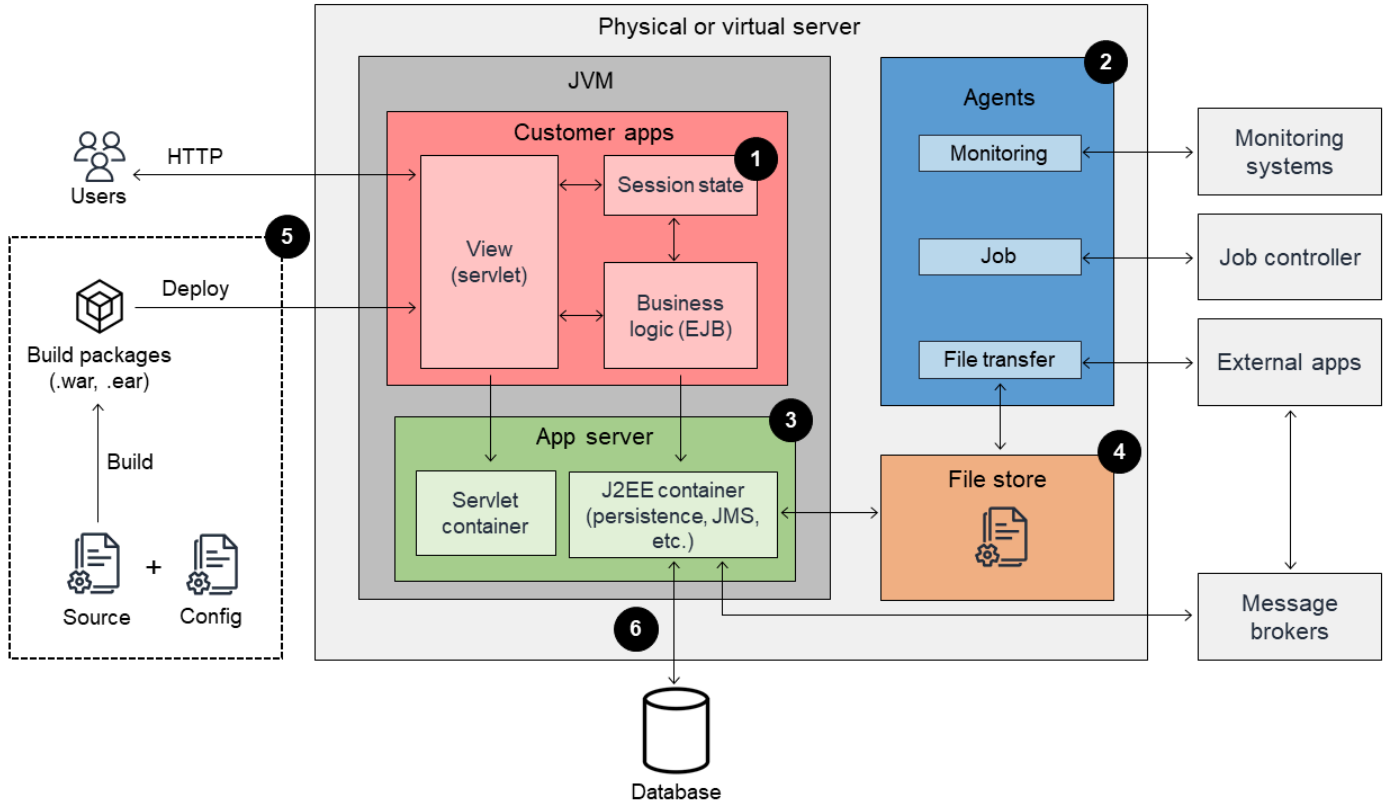 Physical or virtual server
JVM
Customer apps
1
Session state
View
(servlet)
Business
logic (EJB)
App server
3
Servlet
container
J2EE container
(persistence, JMS,
etc.)
2
Agents
Monitoring
Job
File transfer
4
File store
Monitoring
systems
Job controller
External apps
Message
brokers
Users
HTTP
5
Deploy
Build packages
(.war, .ear)
Build
Source
+
Config
6
Database